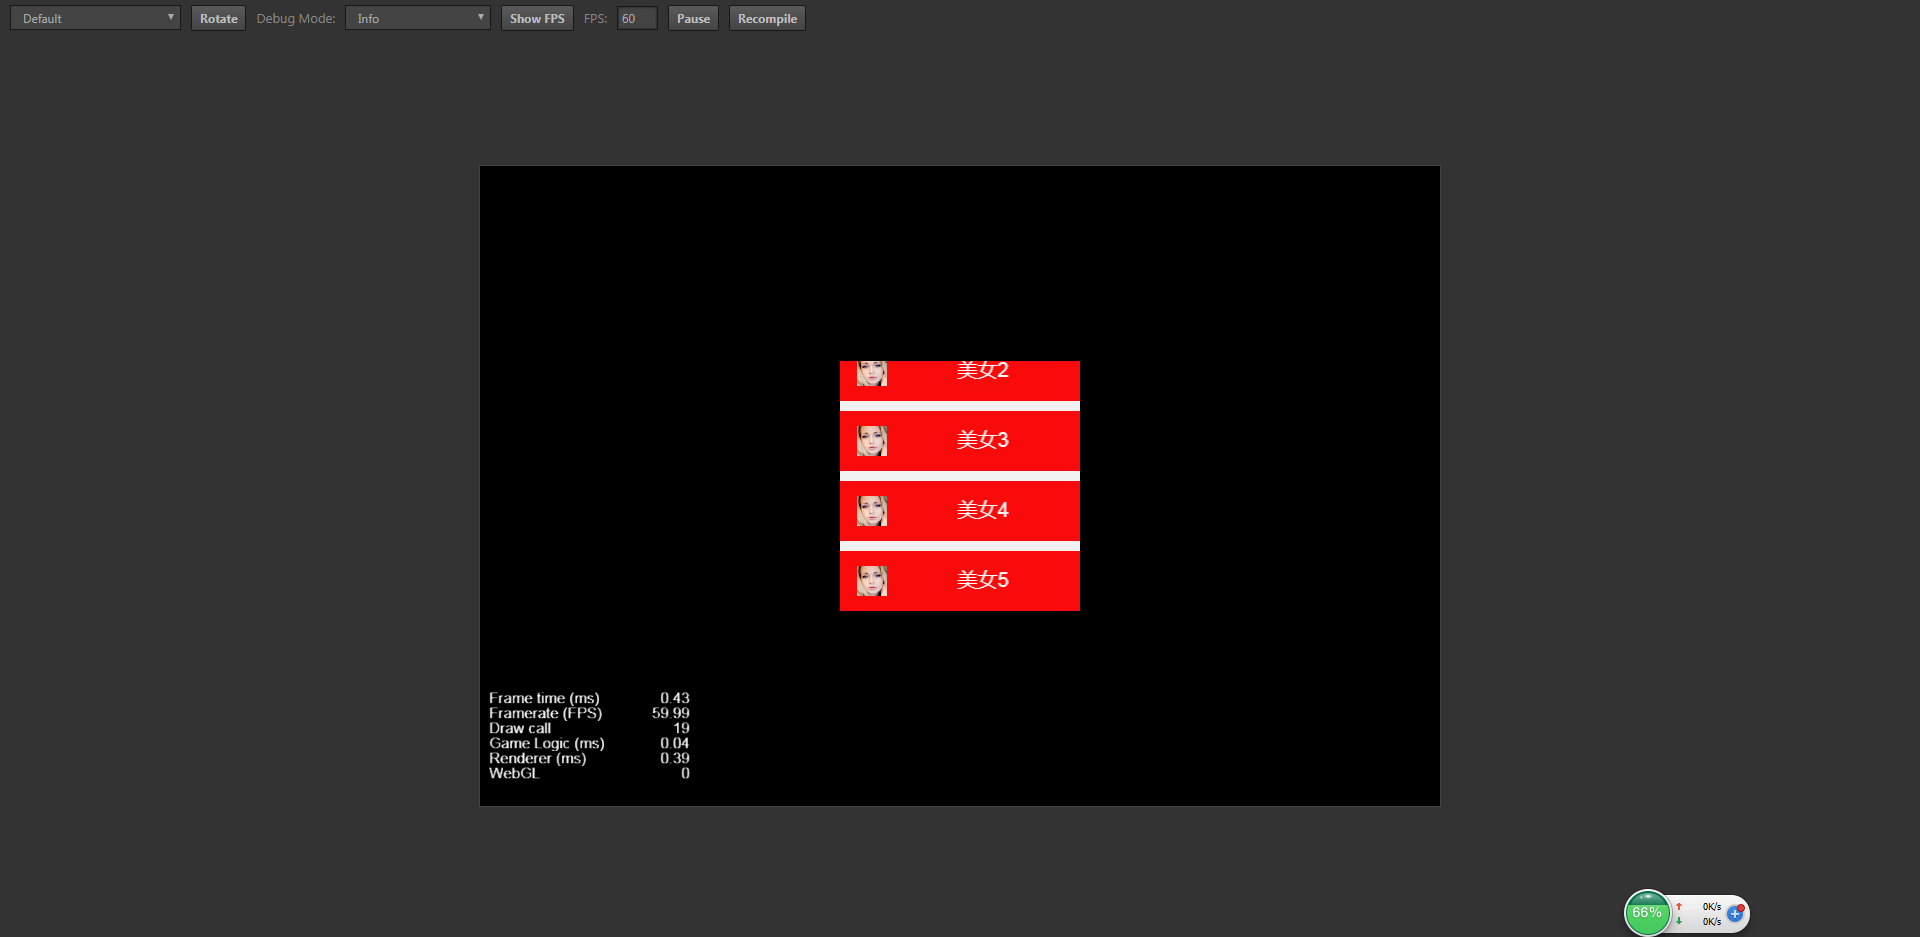 Default Rotate Debug Mode: Info Show FPS FPS: 60 Pause Recompile
美女2
美女3
美女4
美女5
Frame time (ms) 0.43
Framerate (FPS) 59.99
Draw call 19
Game Logic (ms) 0.04
Renderer (ms) 0.39
WebGL 0
66% 0K/s
0K/s